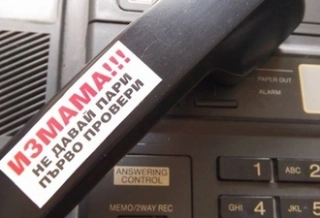 ИЗМАМА!!!
НЕ ДАВАЙ ПАРИ
ПЪРВО ПРОВЕРИ
PAPER OUT
ALARM
ANSWERING
CONTROL
1
ABC 2
MEMO/2WAY REC
GHI 4
JKL 5